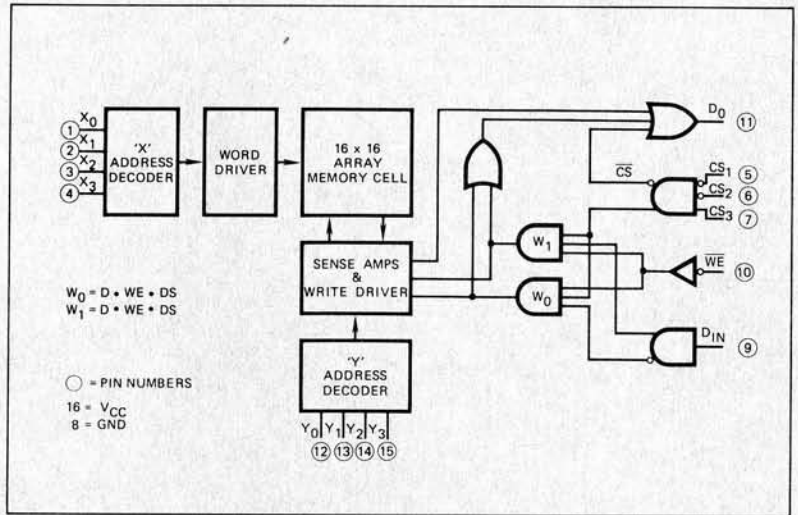 X0
① X1
② X2
③ X3
④
'X'
ADDRESS
DECODER
WORD
DRIVER
16 x 16
ARRAY
MEMORY CELL
SENSE AMPS
&
WRITE DRIVER
'Y'
ADDRESS
DECODER
Y0 Y1 Y2 Y3
⑫ ⑬ ⑭ ⑮
W0 = D • WE • DS
W1 = D • WE • DS
○ = PIN NUMBERS
16 = VCC
8 = GND
W1
W0
D0
⑪
C̅S̅
CS1 ⑤
CS2 ⑥
CS3 ⑦
W̅E̅
⑩
DIN
⑨